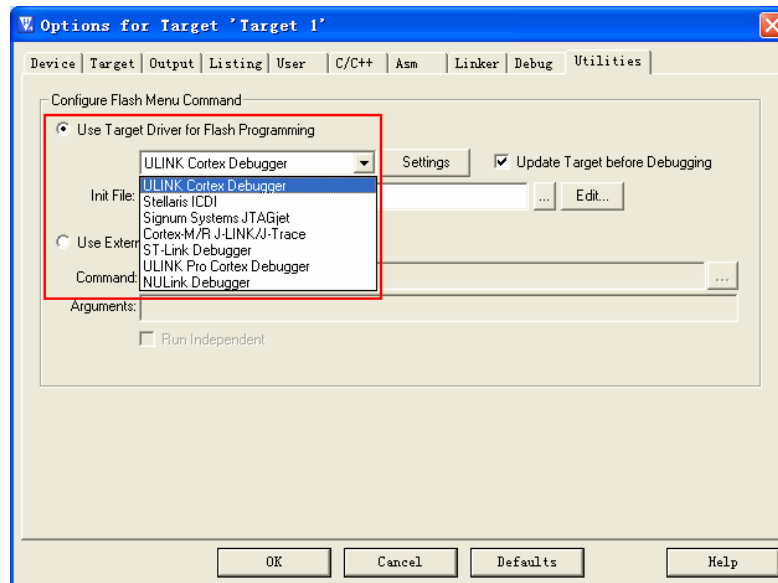 Options for Target 'Target 1'
Device Target Output Listing User C/C++ Asm Linker Debug Utilities
Configure Flash Menu Command
Use Target Driver for Flash Programming
ULINK Cortex Debugger Settings Update Target before Debugging
ULINK Cortex Debugger
Init File: ... Edit...
Stellaris ICDI
Signum Systems JTAGjet
Cortex-M/R J-LINK/J-Trace
Use Extern
ST-Link Debugger
ULINK Pro Cortex Debugger
Command: ...
NULink Debugger
Arguments:
Run Independent
OK Cancel Defaults Help